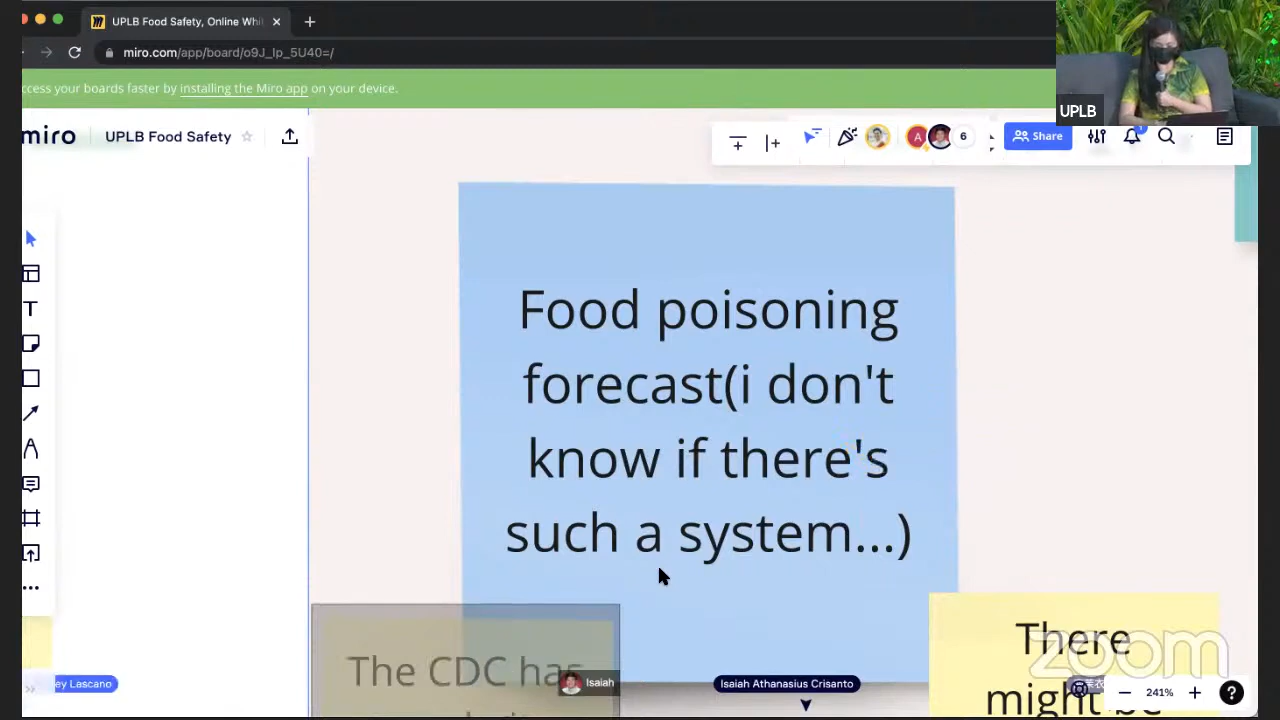 UPLB Food Safety, Online Whi
miro.com/app/board/o9J_lp_5U40=/
ccess your boards faster by installing the Miro app on your device.
miro
UPLB Food Safety
A
6
Share
UPLB
Food poisoning
forecast(i don't
know if there's
such a system...)
The CDC has
There
might be
zoom
ey Lascano
Isaiah
Isaiah Athanasius Crisanto
241%